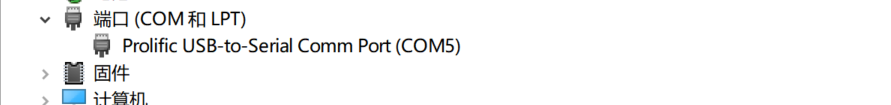 端口 (COM 和 LPT)
Prolific USB-to-Serial Comm Port (COM5)
固件
计算机